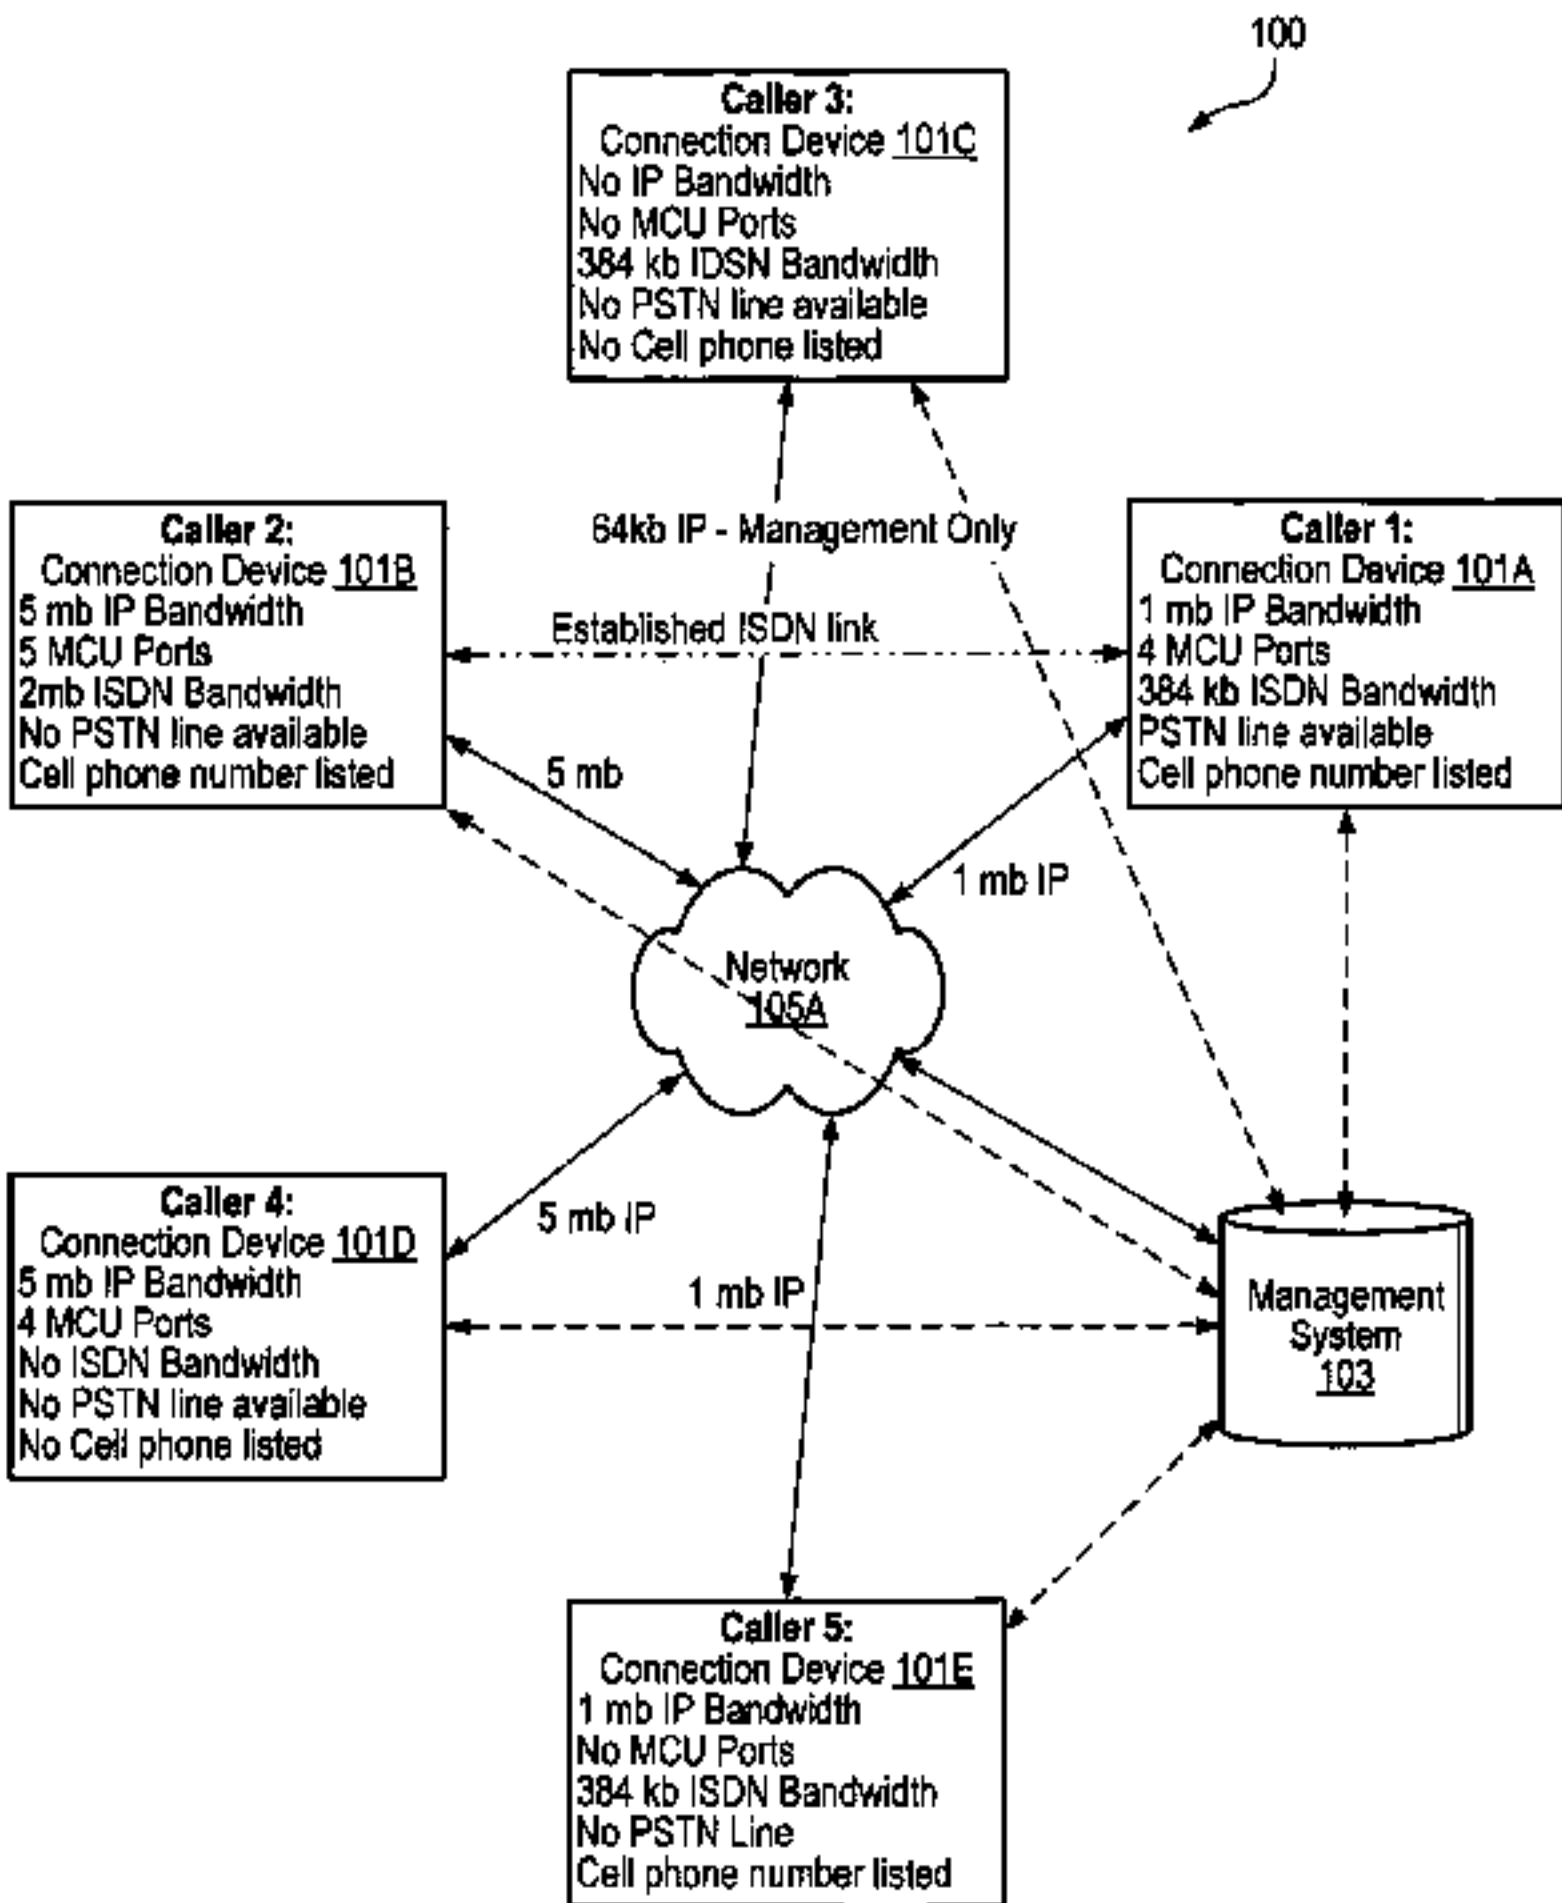 100
Caller 3:
Connection Device 101C
No IP Bandwidth
No MCU Ports
384 kb IDSN Bandwidth
No PSTN line available
No Cell phone listed
64kb IP - Management Only
Caller 2:
Connection Device 101B
5 mb IP Bandwidth
5 MCU Ports
2mb ISDN Bandwidth
No PSTN line available
Cell phone number listed
Established ISDN link
Caller 1:
Connection Device 101A
1 mb IP Bandwidth
4 MCU Ports
384 kb ISDN Bandwidth
PSTN line available
Cell phone number listed
5 mb
1 mb IP
Network
105A
Caller 4:
Connection Device 101D
5 mb IP Bandwidth
4 MCU Ports
No ISDN Bandwidth
No PSTN line available
No Cell phone listed
5 mb IP
1 mb IP
Management
System
103
Caller 5:
Connection Device 101E
1 mb IP Bandwidth
No MCU Ports
384 kb ISDN Bandwidth
No PSTN Line
Cell phone number listed